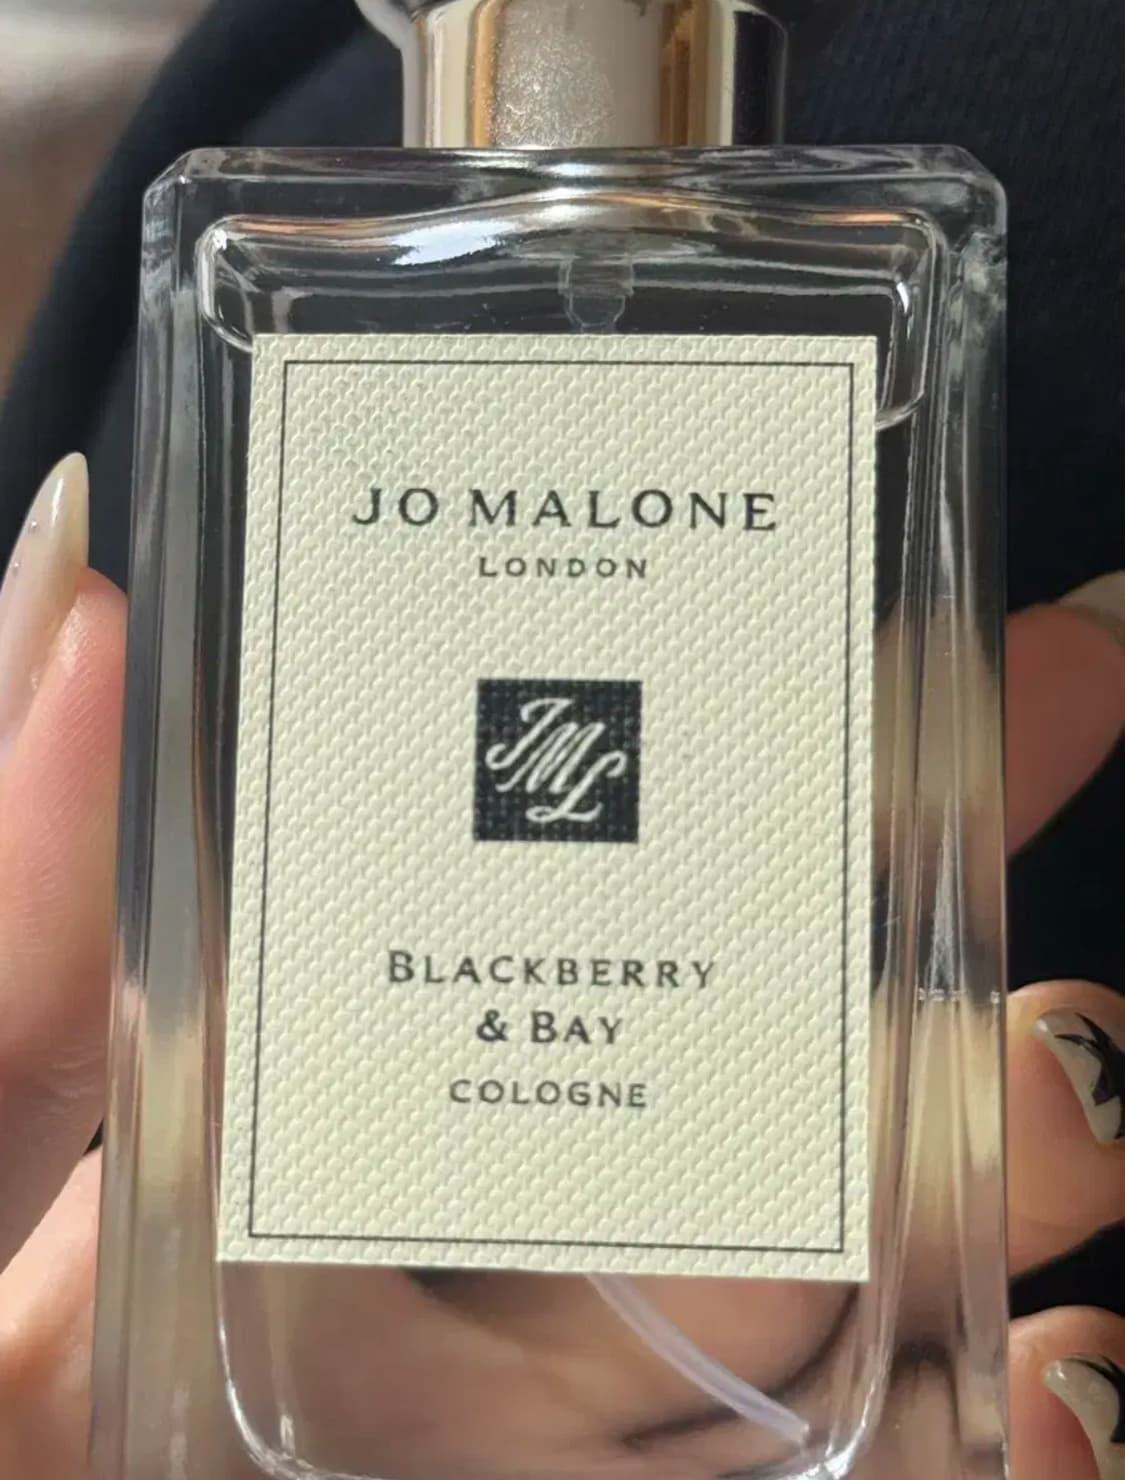 JO MALONE
LONDON
JML
BLACKBERRY
& BAY
COLOGNE